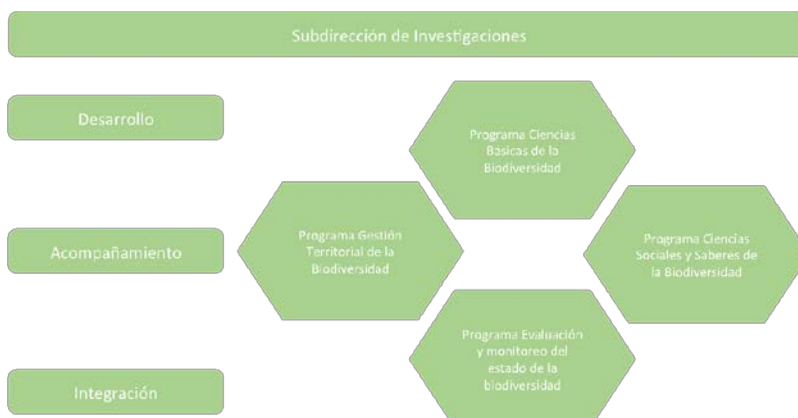 Subdirección de Investigaciones
Desarrollo
Programa Ciencias
Básicas de la
Biodiversidad
Acompañamiento
Programa Gestión
Territorial de la
Biodiversidad
Programa Ciencias
Sociales y Saberes de
la Biodiversidad
Programa Evaluación
y monitoreo del
estado de la
biodiversidad
Integración